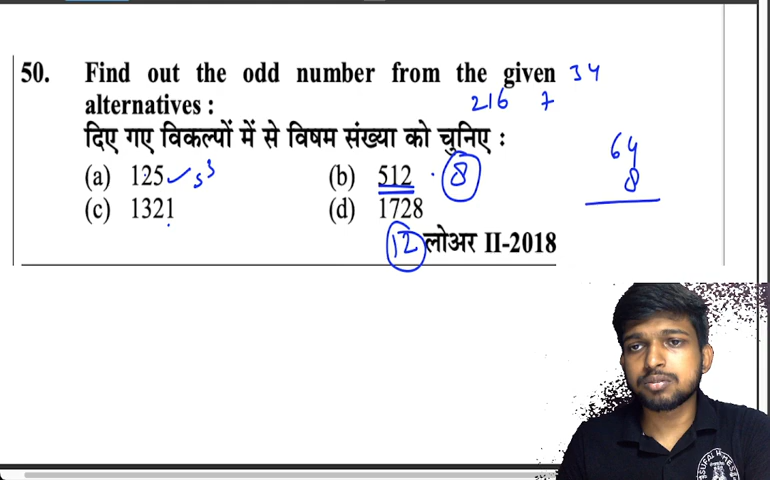 50. Find out the odd number from the given 34
alternatives : 216 7
दिए गए विकल्पों में से विषम संख्या को चुनिए :
64
8
(a) 125 5³ (b) 512 8
(c) 1321 (d) 1728
12 लोअर II-2018